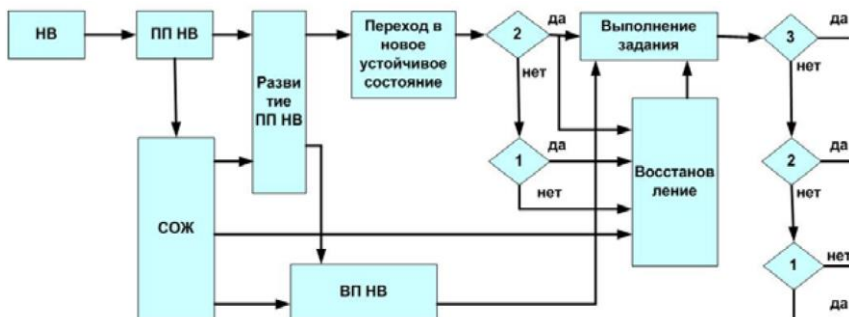 НВ
ПП НВ
Разви
тие
ПП НВ
Переход в
новое
устойчивое
состояние
2
да
нет
Выполнение
задания
3
да
нет
1
да
нет
Восстанов
ление
2
да
нет
СОЖ
ВП НВ
1
нет
да